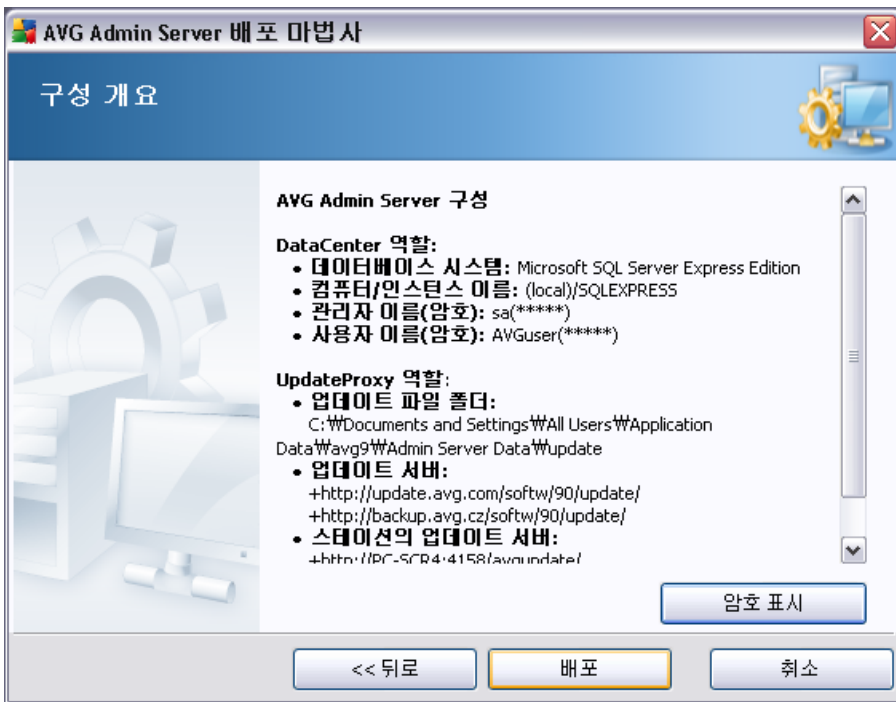 AVG Admin Server 배포 마법사
구성 개요
AVG Admin Server 구성
DataCenter 역할:
• 데이터베이스 시스템: Microsoft SQL Server Express Edition
• 컴퓨터/인스턴스 이름: (local)/SQLEXPRESS
• 관리자 이름(암호): sa(*****)
• 사용자 이름(암호): AVGuser(*****)
UpdateProxy 역할:
• 업데이트 파일 폴더:
C:₩Documents and Settings₩All Users₩Application
Data₩avg9₩Admin Server Data₩update
• 업데이트 서버:
+http://update.avg.com/softw/90/update/
+http://backup.avg.cz/softw/90/update/
• 스테이션의 업데이트 서버:
+http://PC-SCR4:4158/avgupdate/
암호 표시
<< 뒤로
배포
취소